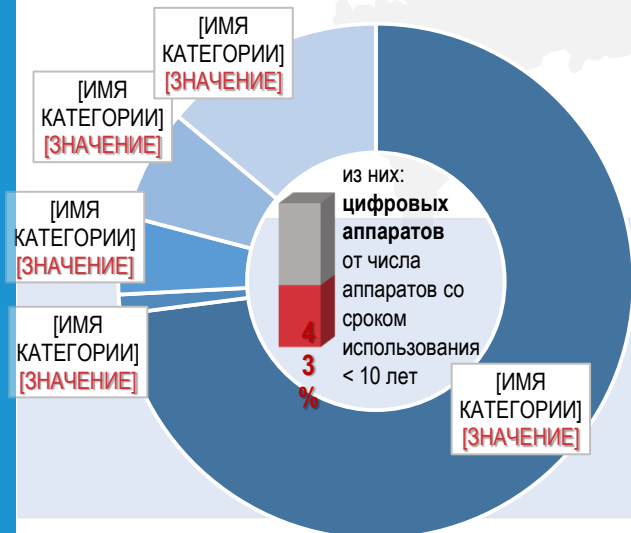 [ИМЯ
КАТЕГОРИИ]
[ЗНАЧЕНИЕ]
[ИМЯ
КАТЕГОРИИ]
[ЗНАЧЕНИЕ]
[ИМЯ
КАТЕГОРИИ]
[ЗНАЧЕНИЕ]
[ИМЯ
КАТЕГОРИИ]
[ЗНАЧЕНИЕ]
из них:
цифровых
аппаратов
от числа
аппаратов со
сроком
использования
< 10 лет
4
3
%
[ИМЯ
КАТЕГОРИИ]
[ЗНАЧЕНИЕ]